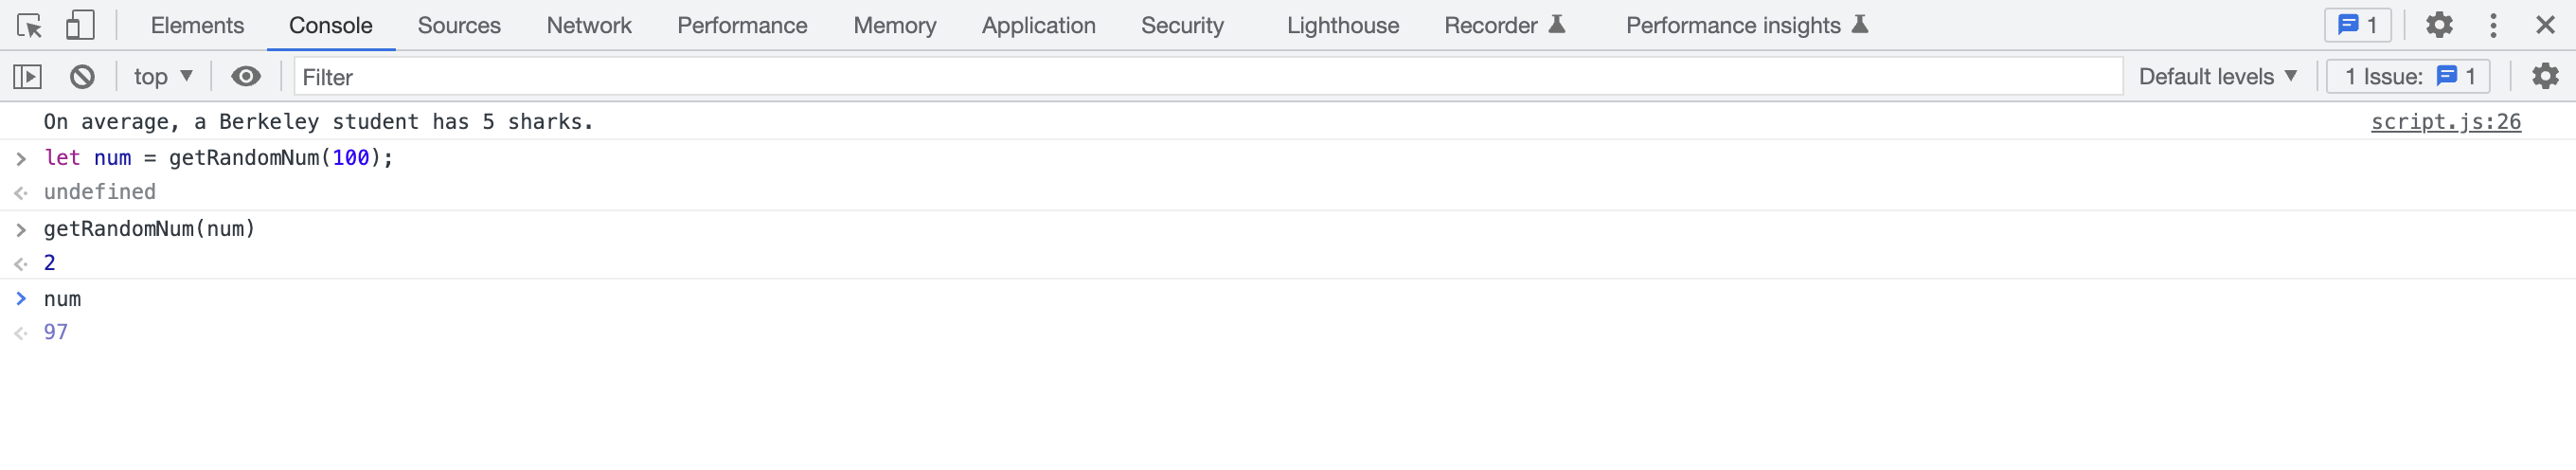 Elements Console Sources Network Performance Memory Application Security Lighthouse Recorder Performance insights 1
top Filter Default levels 1 Issue: 1
On average, a Berkeley student has 5 sharks. script.js:26
let num = getRandomNum(100);
undefined
getRandomNum(num)
2
num
97